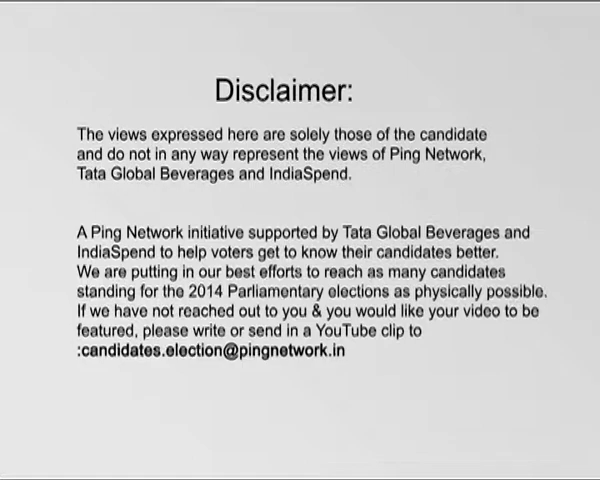 Disclaimer:
The views expressed here are solely those of the candidate
and do not in any way represent the views of Ping Network,
Tata Global Beverages and IndiaSpend.
A Ping Network initiative supported by Tata Global Beverages and
IndiaSpend to help voters get to know their candidates better.
We are putting in our best efforts to reach as many candidates
standing for the 2014 Parliamentary elections as physically possible.
If we have not reached out to you & you would like your video to be
featured, please write or send in a YouTube clip to
:candidates.election@pingnetwork.in